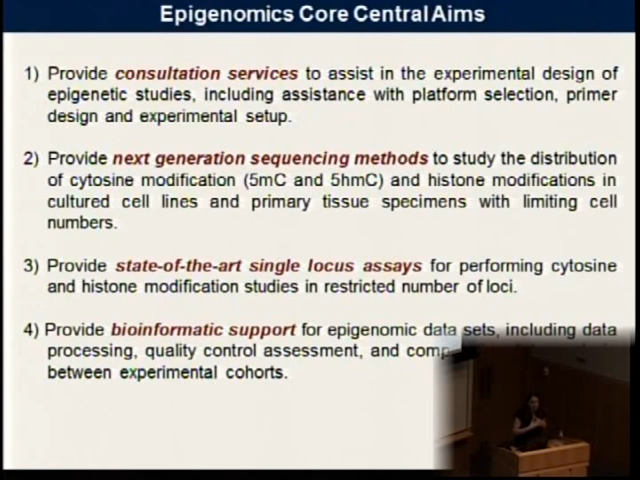 Epigenomics Core Central Aims
1) Provide consultation services to assist in the experimental design of
epigenetic studies, including assistance with platform selection, primer
design and experimental setup.
2) Provide next generation sequencing methods to study the distribution
of cytosine modification (5mC and 5hmC) and histone modifications in
cultured cell lines and primary tissue specimens with limiting cell
numbers.
3) Provide state-of-the-art single locus assays for performing cytosine
and histone modification studies in restricted number of loci.
4) Provide bioinformatic support for epigenomic data sets, including data
processing, quality control assessment, and
between experimental cohorts.